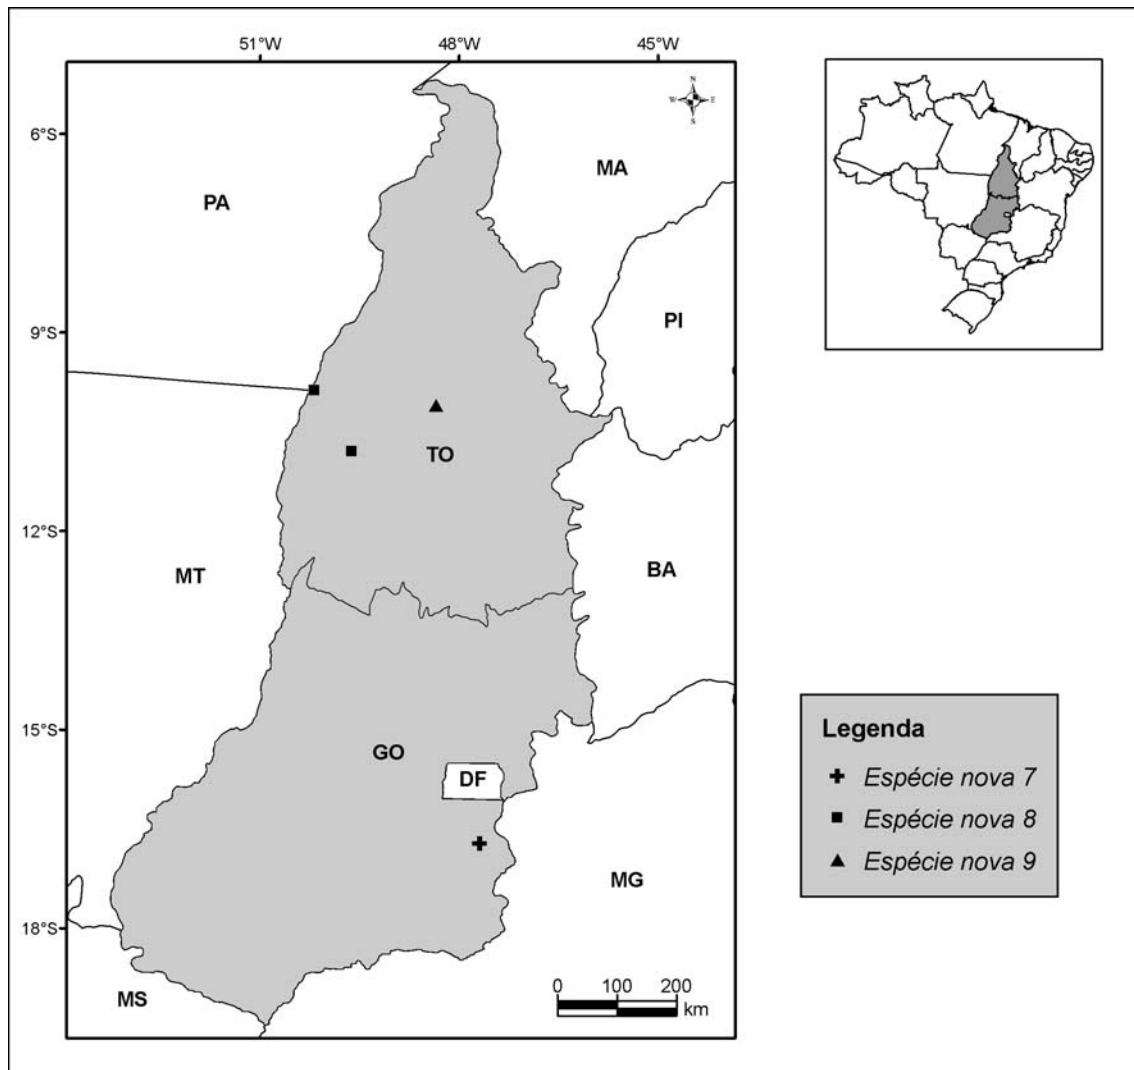 51°W 48°W 45°W
N
W E
S
6°S
MA
PA
PI
9°S
TO
12°S
MT
BA
15°S
Legenda
GO
DF
Espécie nova 7
Espécie nova 8
Espécie nova 9
MG
18°S
MS
0 100 200
km